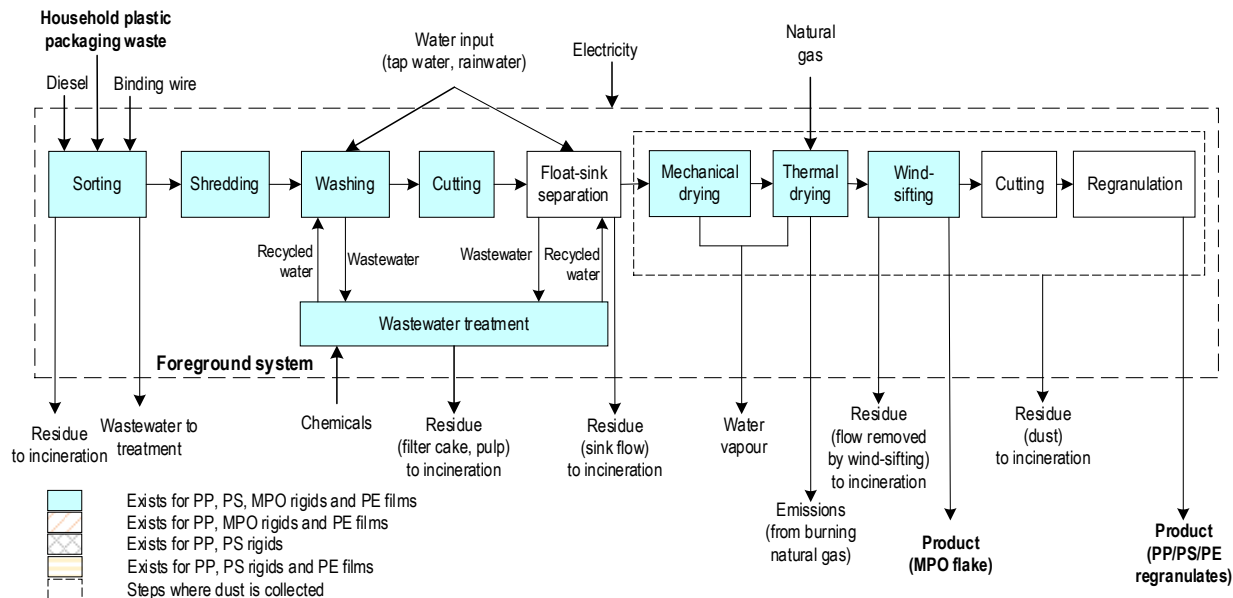 Household plastic
packaging waste
Diesel
Binding wire
Water input
(tap water, rainwater)
Electricity
Natural
gas
Sorting
Shredding
Washing
Cutting
Float-sink
separation
Mechanical
drying
Thermal
drying
Wind-
sifting
Cutting
Regranulation
Recycled
water
Wastewater
Wastewater
Recycled
water
Wastewater treatment
Foreground system
Residue
to incineration
Wastewater to
treatment
Chemicals
Residue
(filter cake, pulp)
to incineration
Residue
(sink flow)
to incineration
Water
vapour
Emissions
(from burning
natural gas)
Residue
(flow removed
by wind-sifting)
to incineration
Product
(MPO flake)
Residue
(dust)
to incineration
Product
(PP/PS/PE
regranulates)
Exists for PP, PS, MPO rigids and PE films
Exists for PP, MPO rigids and PE films
Exists for PP, PS rigids
Exists for PP, PS rigids and PE films
Steps where dust is collected